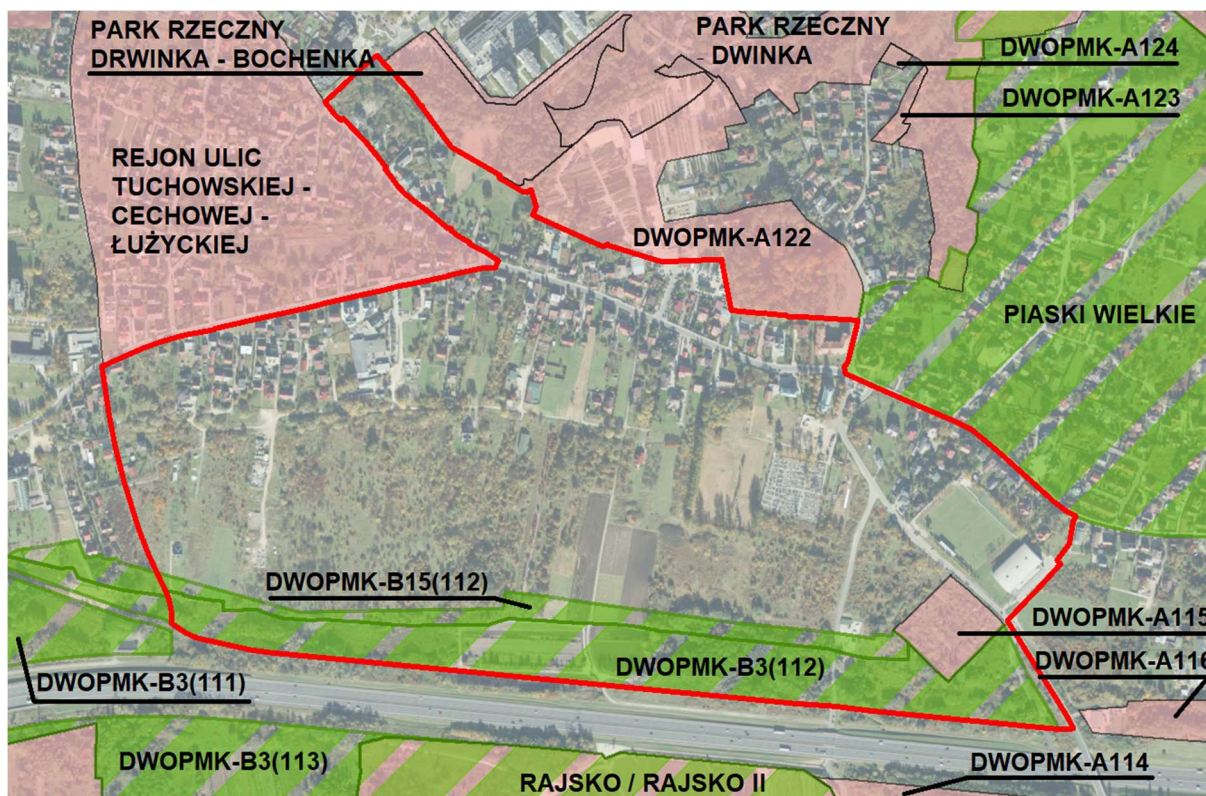 PARK RZECZNY
DRWINKA - BOCHENKA
PARK RZECZNY
- DWINKA
DWOPMK-A124
DWOPMK-A123
REJON ULIC
TUCHOWSKIEJ -
CECHOWEJ -
ŁUŻYCKIEJ
DWOPMK-A122
PIASKI WIELKIE
DWOPMK-B15(112)
DWOPMK-A115
DWOPMK-B3(112)
DWOPMK-A116
DWOPMK-B3(111)
DWOPMK-B3(113)
DWOPMK-A114
RAJSKO / RAJSKO II